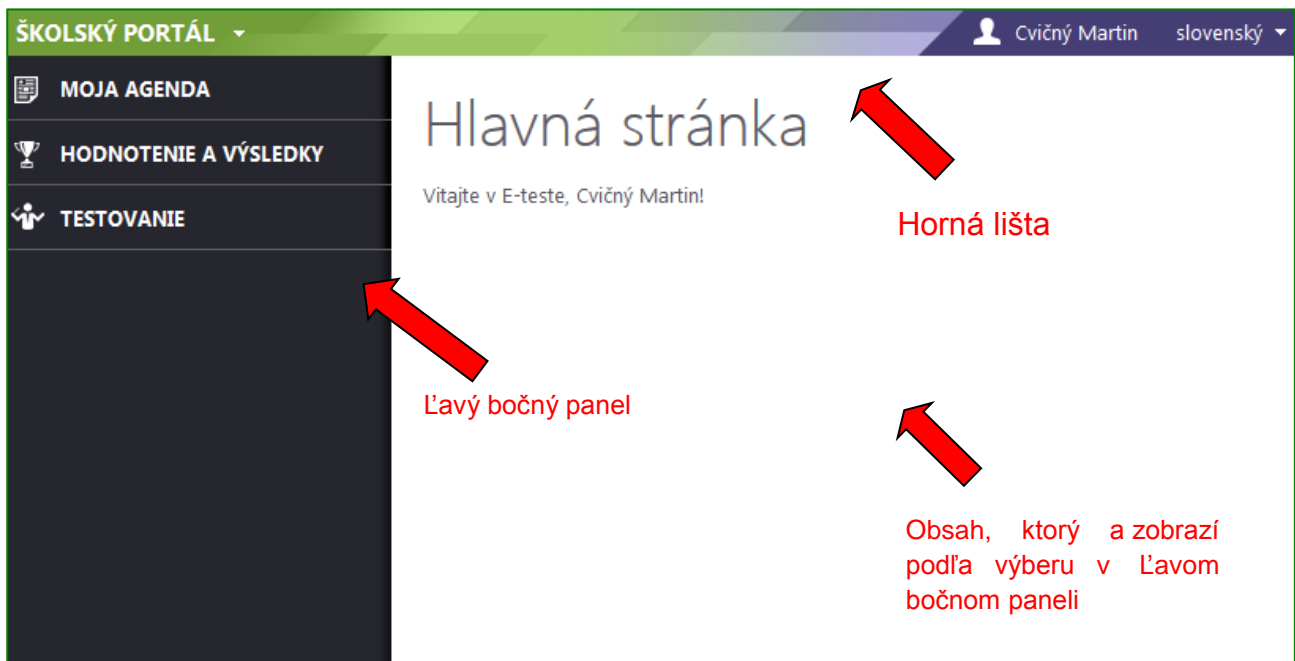 ŠKOLSKÝ PORTÁL
Cvičný Martin
slovenský
MOJA AGENDA
HODNOTENIE A VÝSLEDKY
TESTOVANIE
Hlavná stránka
Vitajte v E-teste, Cvičný Martin!
Horná lišta
Ľavý bočný panel
Obsah, ktorý a zobrazí
podľa výberu v Ľavom
bočnom paneli